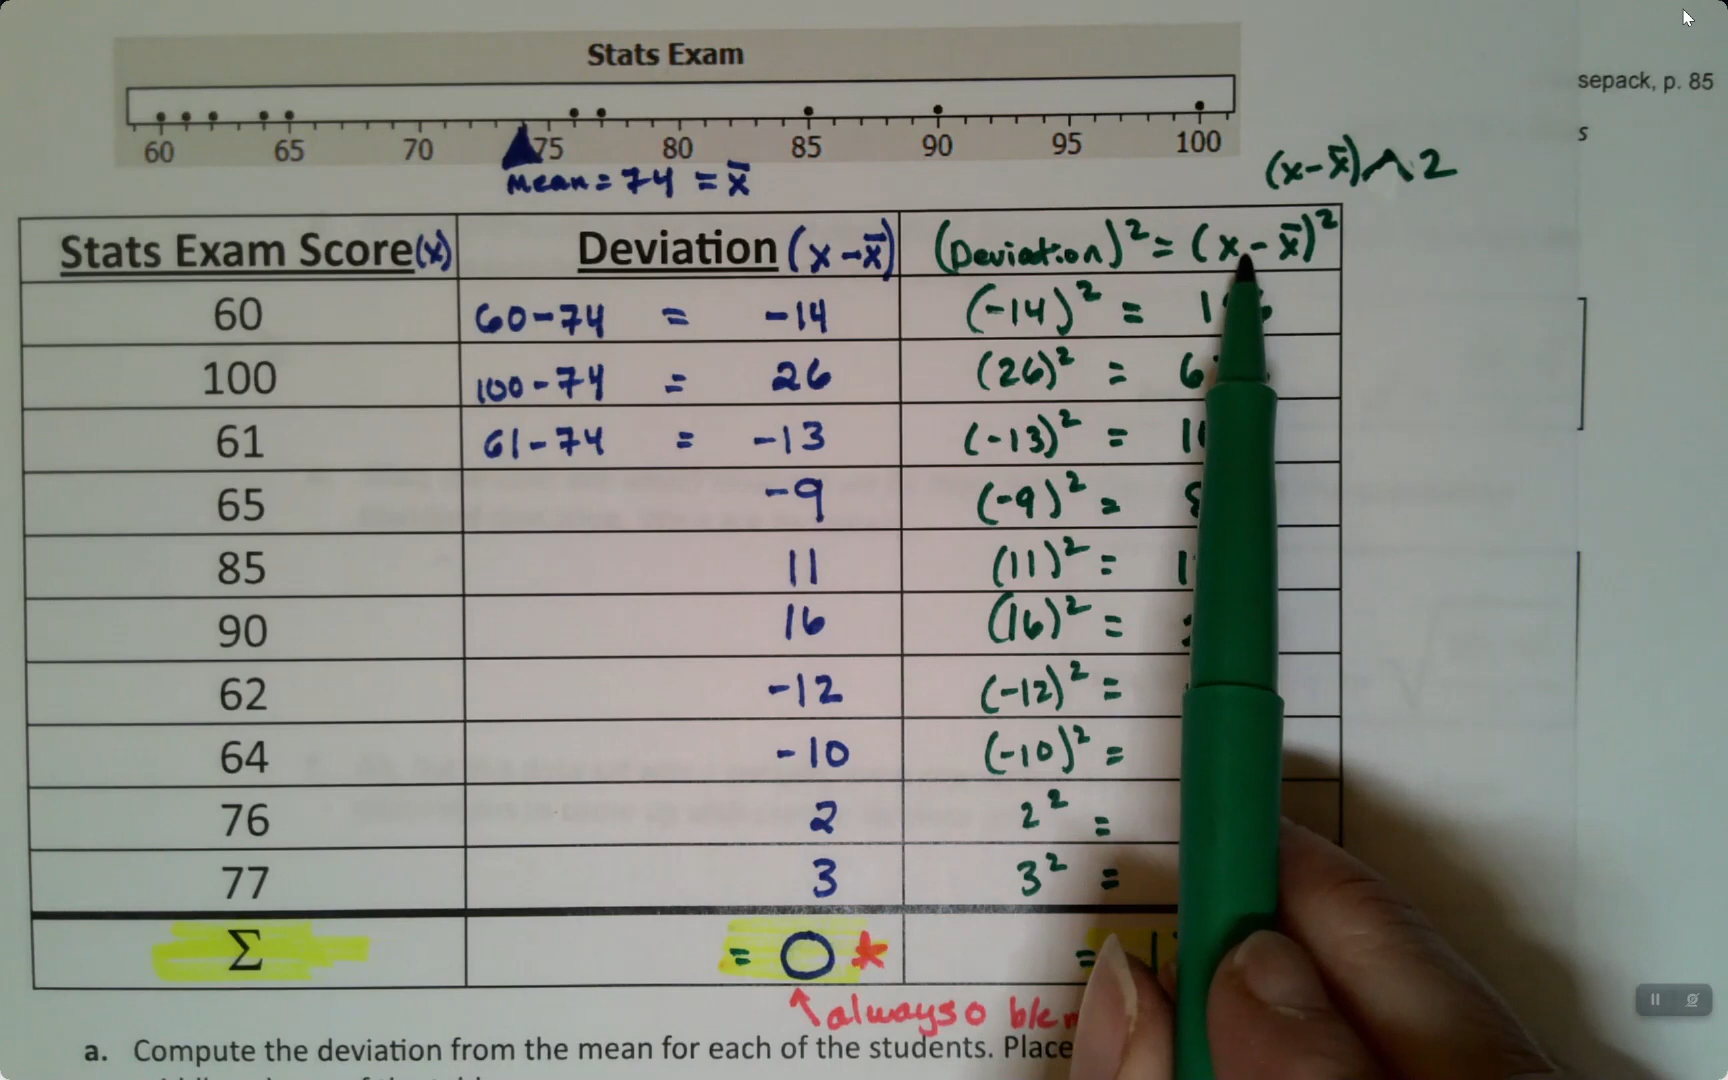 Stats Exam
sepack, p. 85
s
60 65 70 75 80 85 90 95 100
Mean = 74 = x̄
(x-x̄)^2
Stats Exam Score(x) Deviation (x-x̄) (Deviation)² = (x-x̄)²
60 60-74 = -14 (-14)² =
100 100-74 = 26 (26)² =
61 61-74 = -13 (-13)² =
65 -9 (-9)² =
85 11 (11)² =
90 16 (16)² =
62 -12 (-12)² =
64 -10 (-10)² =
76 2 2² =
77 3 3² =
Σ = 0 * =
always 0
a. Compute the deviation from the mean for each of the students. Place